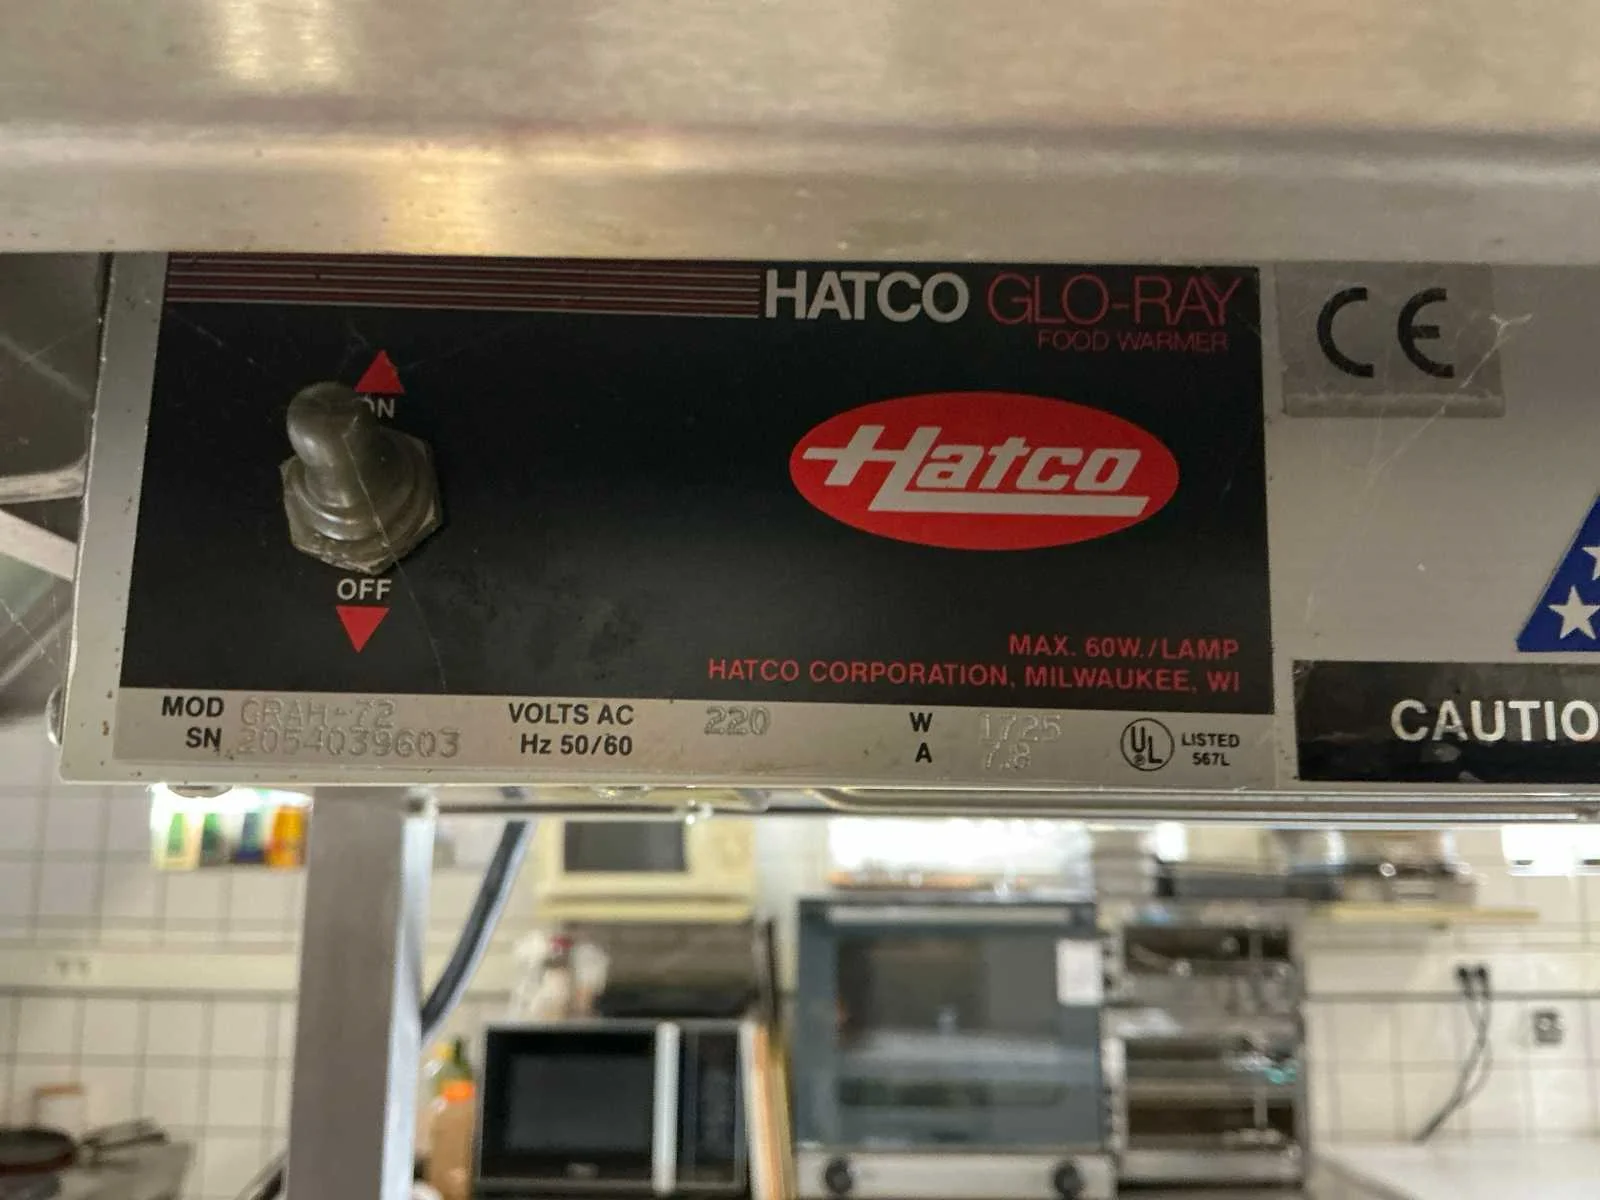 HATCO GLO-RAY
FOOD WARMER
CE
ON
Hatco
OFF
MAX. 60W./LAMP
HATCO CORPORATION, MILWAUKEE, WI
MOD GRAH-72 VOLTS AC 220 W 1725
SN 2054039603 Hz 50/60 A 7.8
UL LISTED
567L
CAUTIO